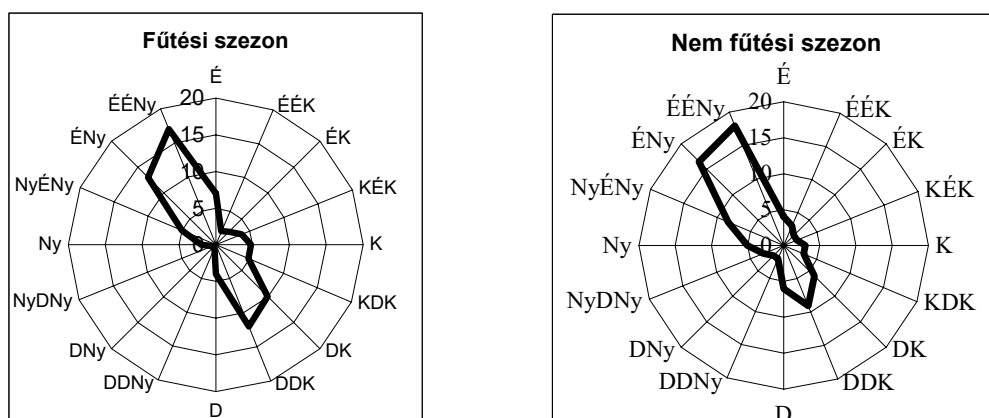 Fűtési szezon
É
ÉÉK
ÉK
KÉK
K
KDK
DK
DDK
D
DDNy
DNy
NyDNy
Ny
NyÉNy
ÉNy
ÉÉNy
20
15
10
5
0
Nem fűtési szezon
É
ÉÉK
ÉK
KÉK
K
KDK
DK
DDK
D
DDNy
DNy
NyDNy
Ny
NyÉNy
ÉNy
ÉÉNy
20
15
10
5
0